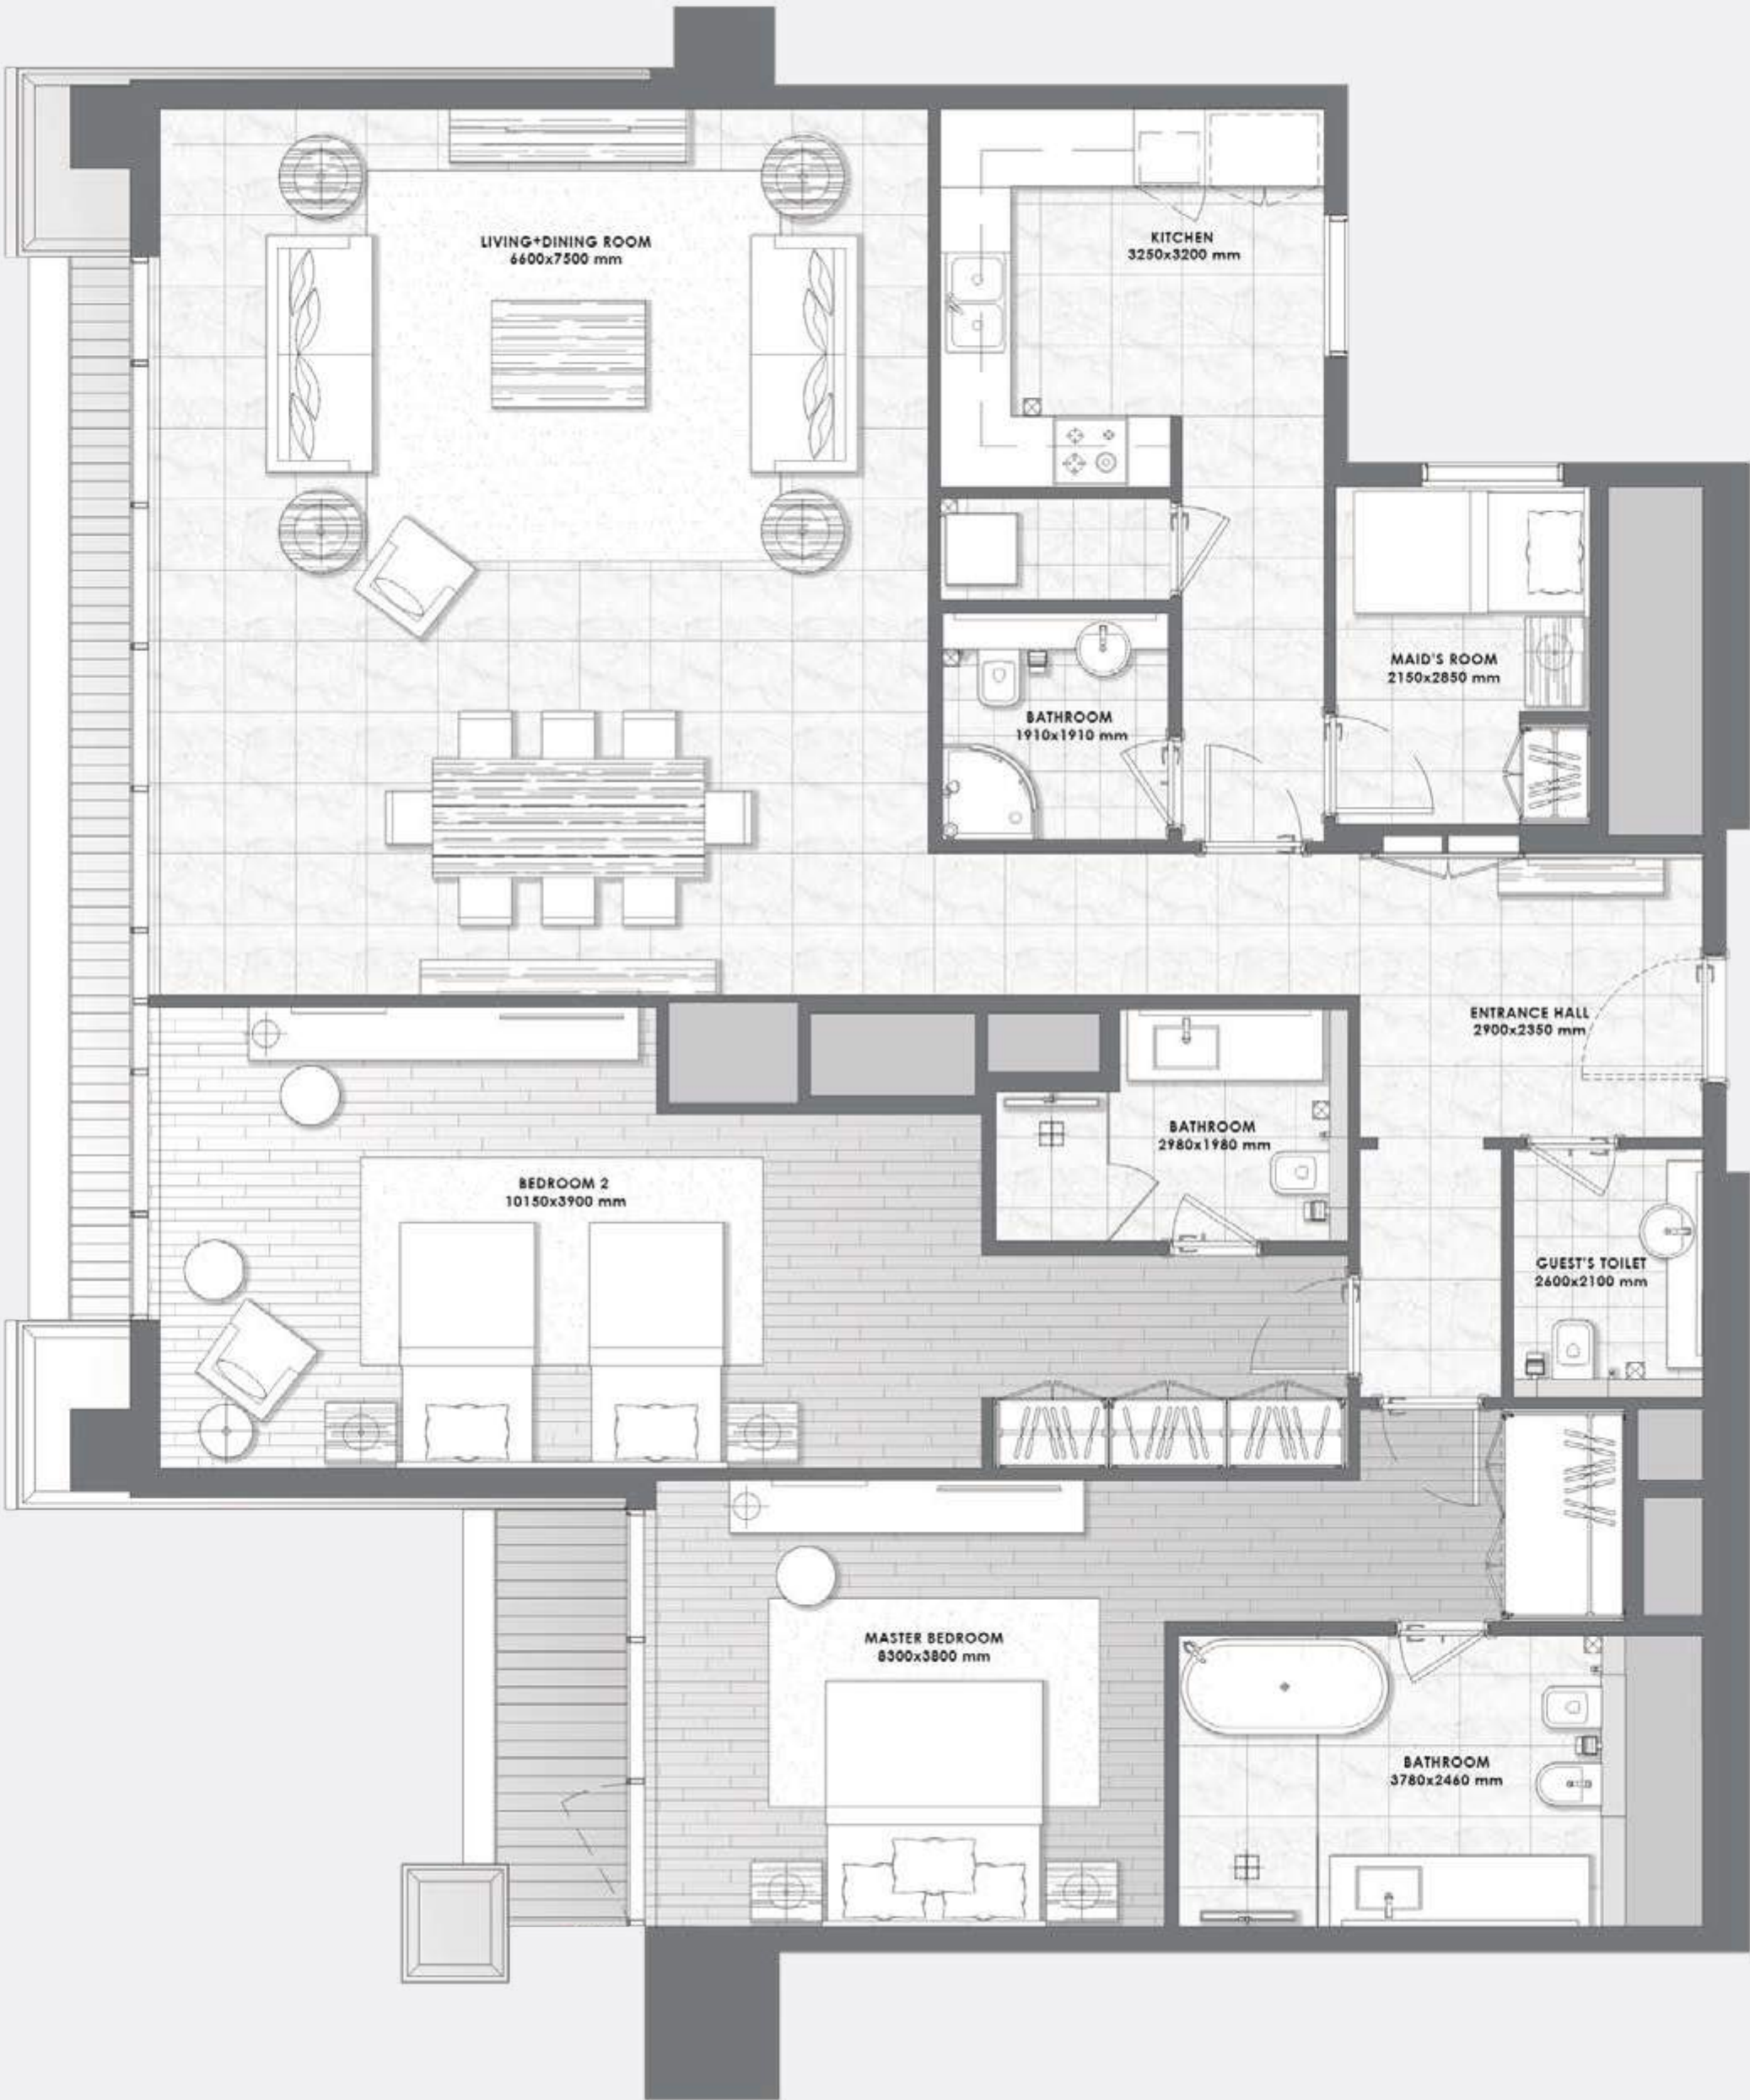 LIVING+DINING ROOM
6600x7500 mm
KITCHEN
3250x3200 mm
MAID'S ROOM
2150x2850 mm
BATHROOM
1910x1910 mm
ENTRANCE HALL
2900x2350 mm
BATHROOM
2980x1980 mm
BEDROOM 2
10150x3900 mm
GUEST'S TOILET
2600x2100 mm
MASTER BEDROOM
8300x3800 mm
BATHROOM
3780x2460 mm